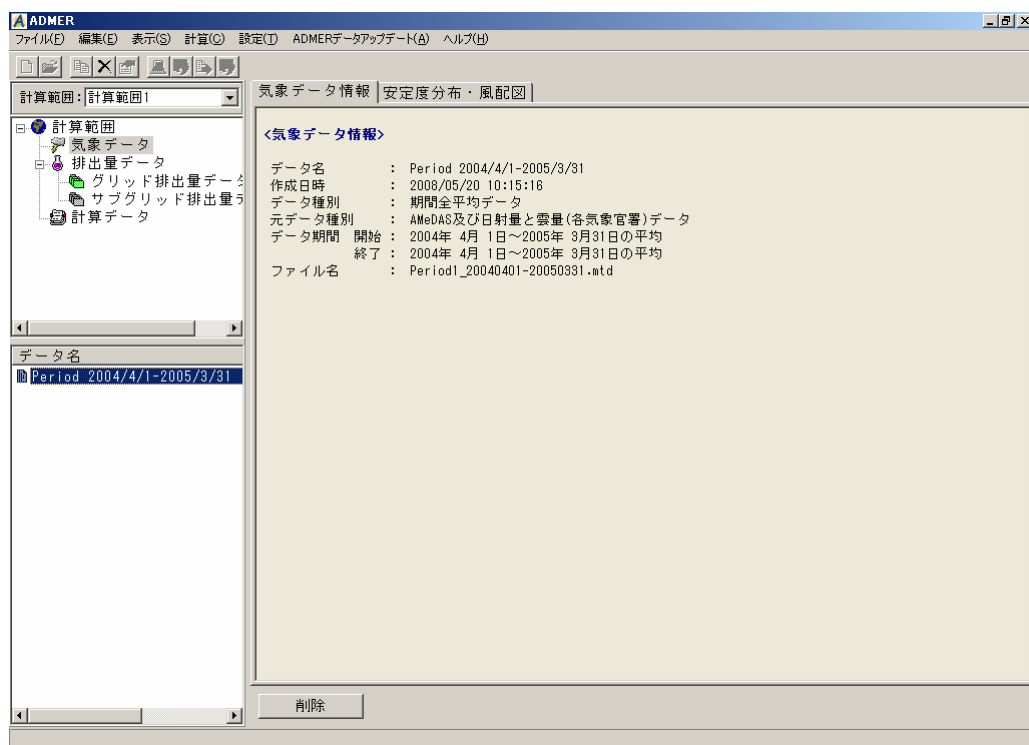 ADMER
ファイル(F) 編集(E) 表示(S) 計算(C) 設定(T) ADMERデータアップデート(A) ヘルプ(H)
計算範囲:計算範囲1
計算範囲
気象データ
排出量データ
グリッド排出量データ
サブグリッド排出量デ
計算データ
データ名
Period 2004/4/1-2005/3/31
気象データ情報 安定度分布・風配図
<気象データ情報>
データ名 : Period 2004/4/1-2005/3/31
作成日時 : 2008/05/20 10:15:16
データ種別 : 期間全平均データ
元データ種別 : AMeDAS及び日射量と雲量(各気象官署)データ
データ期間 開始 : 2004年 4月 1日~2005年 3月31日の平均
終了 : 2004年 4月 1日~2005年 3月31日の平均
ファイル名 : Period1_20040401-20050331.mtd
削除